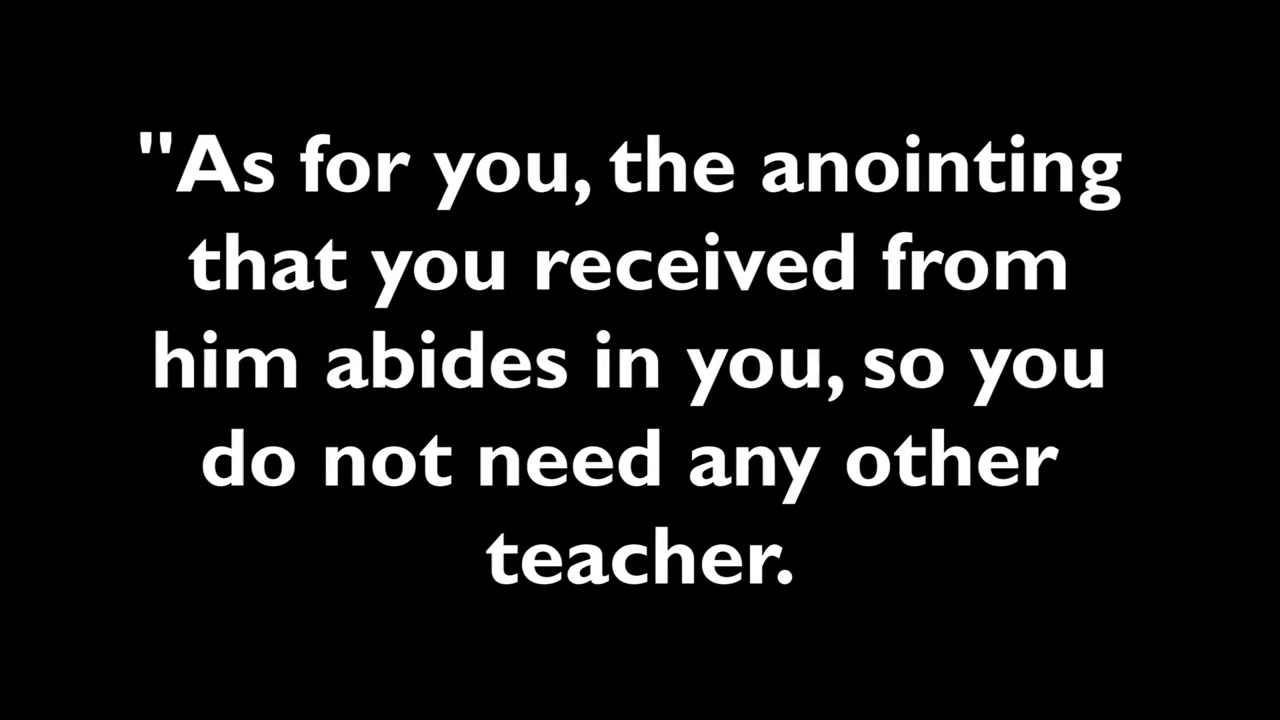 "As for you, the anointing
that you received from
him abides in you, so you
do not need any other
teacher.